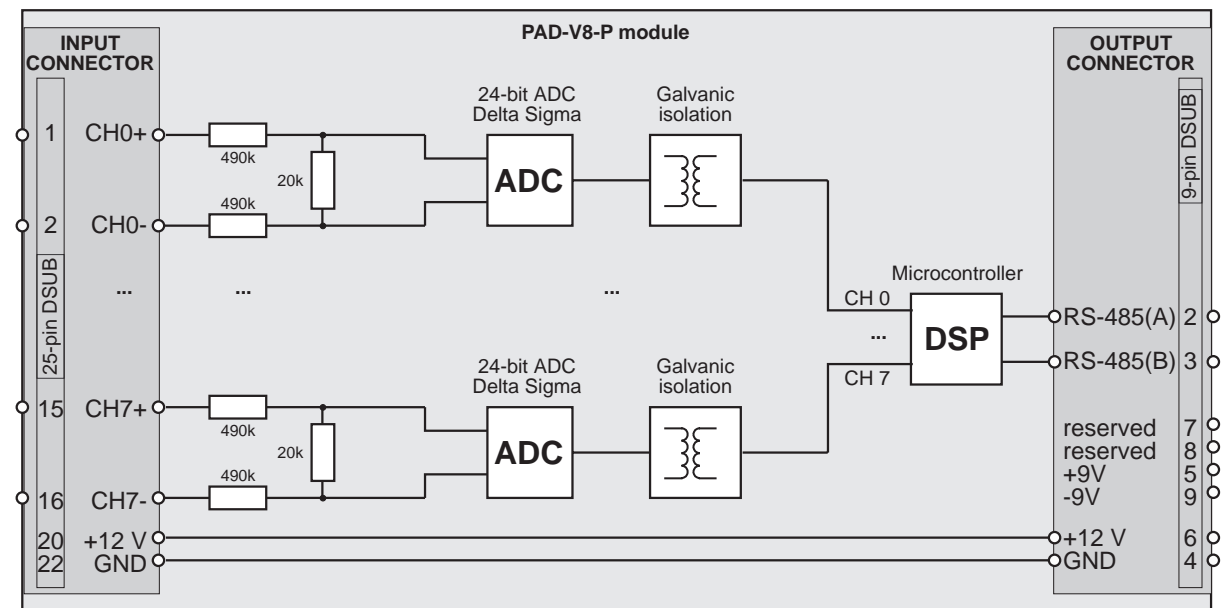 PAD-V8-P module
INPUT
CONNECTOR
OUTPUT
CONNECTOR
24-bit ADC
Delta Sigma
Galvanic
isolation
9-pin DSUB
1 CH0+
490k
20k
ADC
2 CH0-
490k
25-pin DSUB
...
...
...
Microcontroller
CH 0
...
CH 7
DSP
RS-485(A) 2
RS-485(B) 3
24-bit ADC
Delta Sigma
Galvanic
isolation
15 CH7+
490k
20k
ADC
16 CH7-
490k
reserved 7
reserved 8
+9V 5
-9V 9
20 +12 V
22 GND
+12 V 6
GND 4